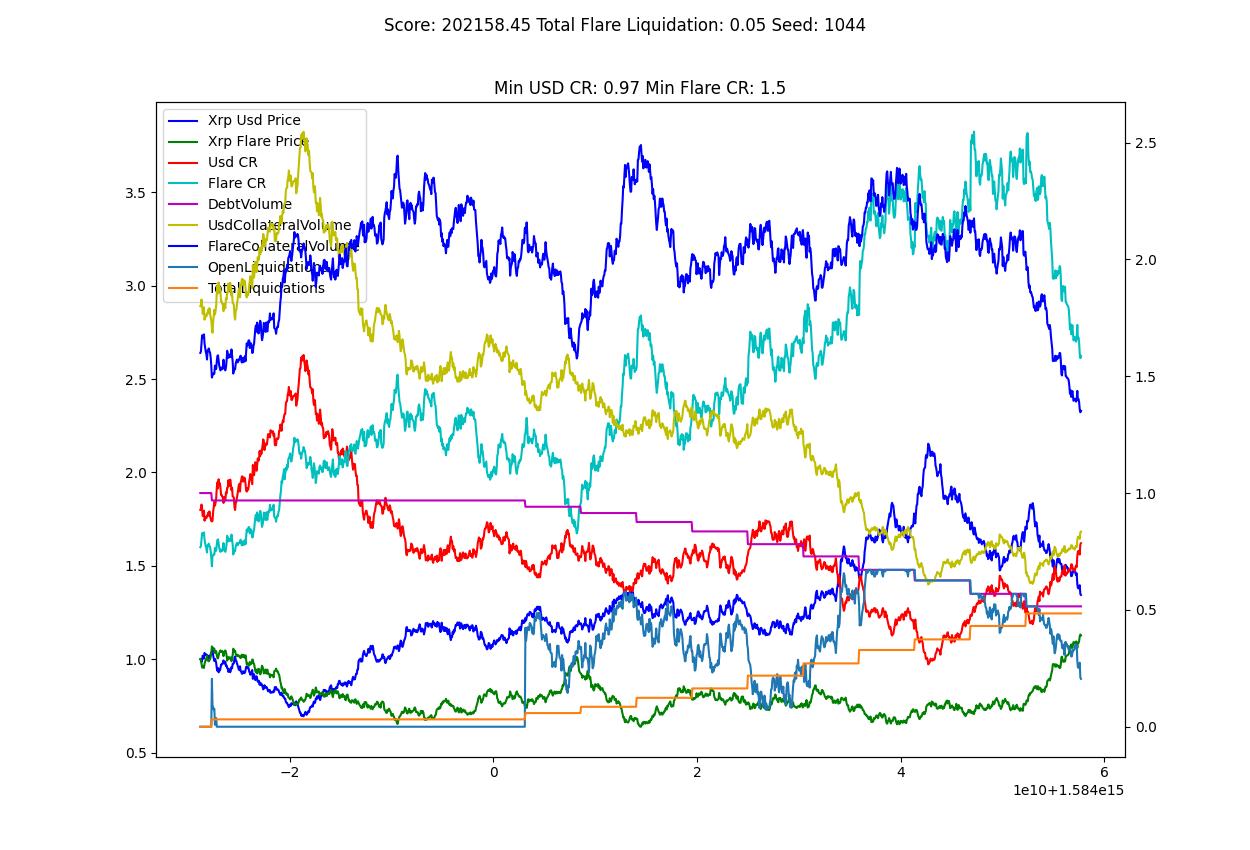 Score: 202158.45 Total Flare Liquidation: 0.05 Seed: 1044
Min USD CR: 0.97 Min Flare CR: 1.5
Xrp Usd Price
Xrp Flare Price
Usd CR
Flare CR
DebtVolume
UsdCollateralVolume
FlareCollateralVolume
OpenLiquidations
TotalLiquidations
3.5
3.0
2.5
2.0
1.5
1.0
0.5
2.5
2.0
1.5
1.0
0.5
0.0
−2 0 2 4 6
1e10+1.584e15